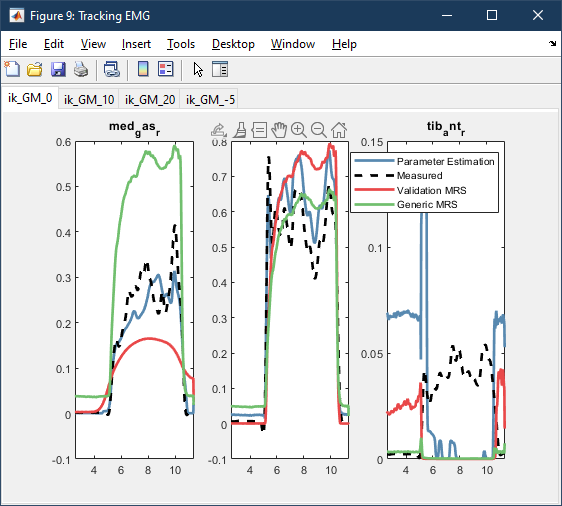 Figure 9: Tracking EMG
File Edit View Insert Tools Desktop Window Help
ik_GM_0 ik_GM_10 ik_GM_20 ik_GM_-5
med_gas_r tib_ant_r
0.6
0.5
0.4
0.3
0.2
0.1
0
-0.1
4 6 8 10
0.8
0.7
0.6
0.5
0.4
0.3
0.2
0.1
0
-0.1
4 6 8 10
0.15
0.1
0.05
0
4 6 8 10
Parameter Estimation
Measured
Validation MRS
Generic MRS